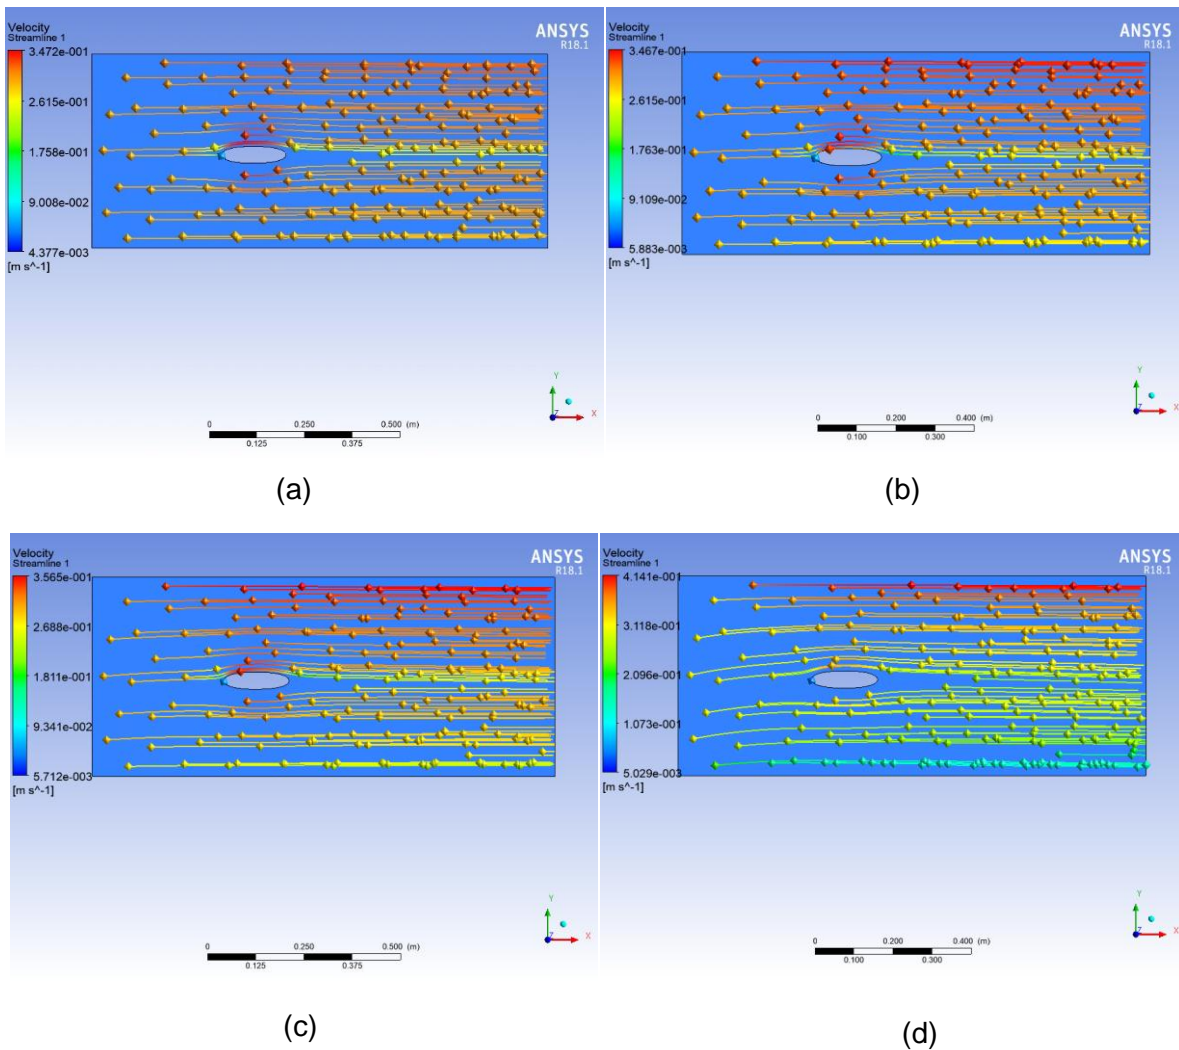 Velocity
Streamline 1
3.472e-001
2.615e-001
1.758e-001
9.008e-002
4.377e-003
[m s^-1]
ANSYS
R18.1
Y
X
Z
0 0.250 0.500 (m)
0.125 0.375
(a)
Velocity
Streamline 1
3.467e-001
2.615e-001
1.763e-001
9.109e-002
5.883e-003
[m s^-1]
ANSYS
R18.1
Y
X
Z
0 0.200 0.400 (m)
0.100 0.300
(b)
Velocity
Streamline 1
3.565e-001
2.688e-001
1.811e-001
9.341e-002
5.712e-003
[m s^-1]
ANSYS
R18.1
Y
X
Z
0 0.250 0.500 (m)
0.125 0.375
(c)
Velocity
Streamline 1
4.141e-001
3.118e-001
2.096e-001
1.073e-001
5.029e-003
[m s^-1]
ANSYS
R18.1
Y
X
Z
0 0.200 0.400 (m)
0.100 0.300
(d)